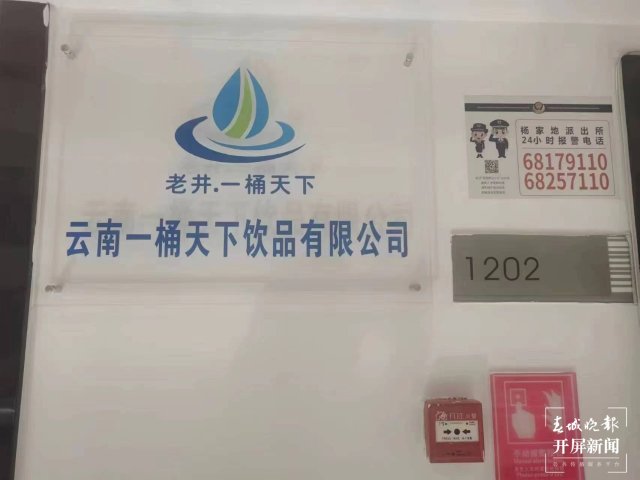 老井.一桶天下
云南一桶天下饮品有限公司
杨家地派出所
24小时报警电话
68179110
68257110
1202
春城晚报
开屏新闻